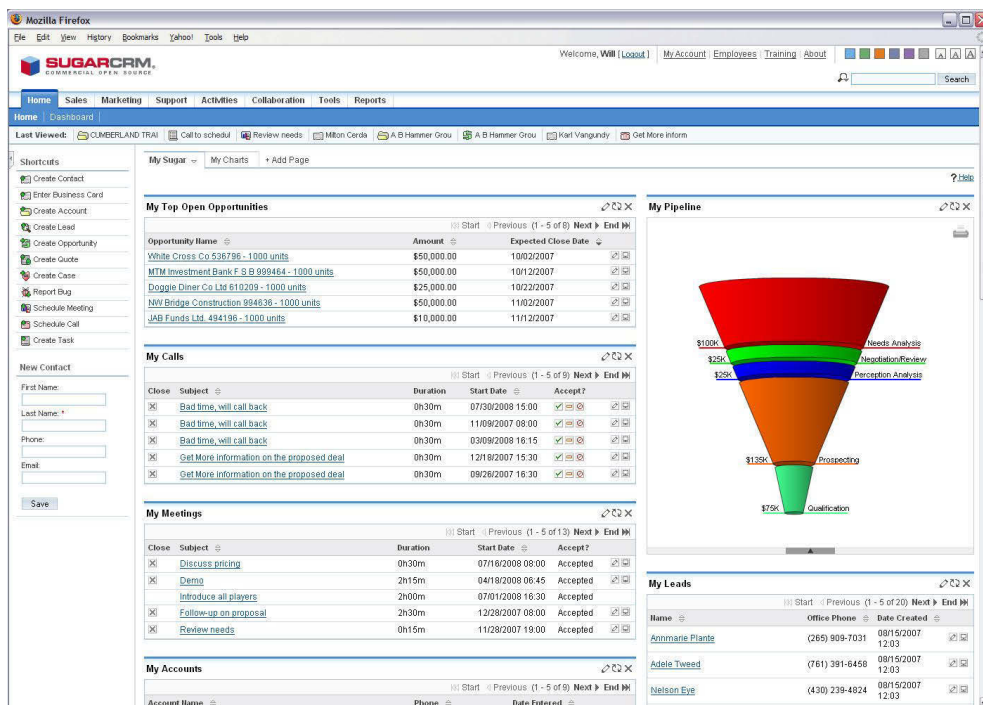 Mozilla Firefox
File Edit View History Bookmarks Yahoo! Tools Help
SUGARCRM.
COMMERCIAL OPEN SOURCE
Welcome, Will [ Logout ] My Account Employees Training About A A A
Search
Home Sales Marketing Support Activities Collaboration Tools Reports
Home Dashboard
Last Viewed: CUMBERLAND TRAI Call to schedul Review needs Milton Cerda A B Hammer Grou A B Hammer Grou Karl Vangundy Get More inform
Shortcuts
Create Contact
Enter Business Card
Create Account
Create Lead
Create Opportunity
Create Quote
Create Case
Report Bug
Schedule Meeting
Schedule Call
Create Task
New Contact
First Name:
Last Name: *
Phone:
Email:
Save
My Sugar My Charts + Add Page
? Help
My Top Open Opportunities
Start Previous (1 - 5 of 8) Next End
Opportunity Name Amount Expected Close Date
White Cross Co 536796 - 1000 units $50,000.00 10/02/2007
MTM Investment Bank F S B 999464 - 1000 units $50,000.00 10/12/2007
Doggie Diner Co Ltd 610209 - 1000 units $25,000.00 10/22/2007
NW Bridge Construction 994636 - 1000 units $50,000.00 11/02/2007
JAB Funds Ltd. 494196 - 1000 units $10,000.00 11/12/2007
My Calls
Start Previous (1 - 5 of 9) Next End
Close Subject Duration Start Date Accept?
Bad time, will call back 0h30m 07/30/2008 15:00
Bad time, will call back 0h30m 11/09/2007 08:00
Bad time, will call back 0h30m 03/09/2008 16:15
Get More information on the proposed deal 0h30m 12/18/2007 15:30
Get More information on the proposed deal 0h30m 09/26/2007 16:30
My Meetings
Start Previous (1 - 5 of 13) Next End
Close Subject Duration Start Date Accept?
Discuss pricing 0h30m 07/16/2008 08:00 Accepted
Demo 2h15m 04/18/2008 06:45 Accepted
Introduce all players 2h00m 07/01/2008 16:30 Accepted
Follow-up on proposal 2h30m 12/28/2007 08:00 Accepted
Review needs 0h15m 11/28/2007 19:00 Accepted
My Accounts
Start Previous (1 - 5 of 9) Next End
Account Name Phone Date Entered
My Pipeline
$100K Needs Analysis
$25K Negotiation/Review
$25K Perception Analysis
$135K Prospecting
$75K Qualification
My Leads
Start Previous (1 - 5 of 20) Next End
Name Office Phone Date Created
Annmarie Plante (265) 909-7031 08/15/2007
12:03
Adele Tweed (761) 391-6458 08/15/2007
12:03
Nelson Eye (430) 239-4824 08/15/2007
12:03